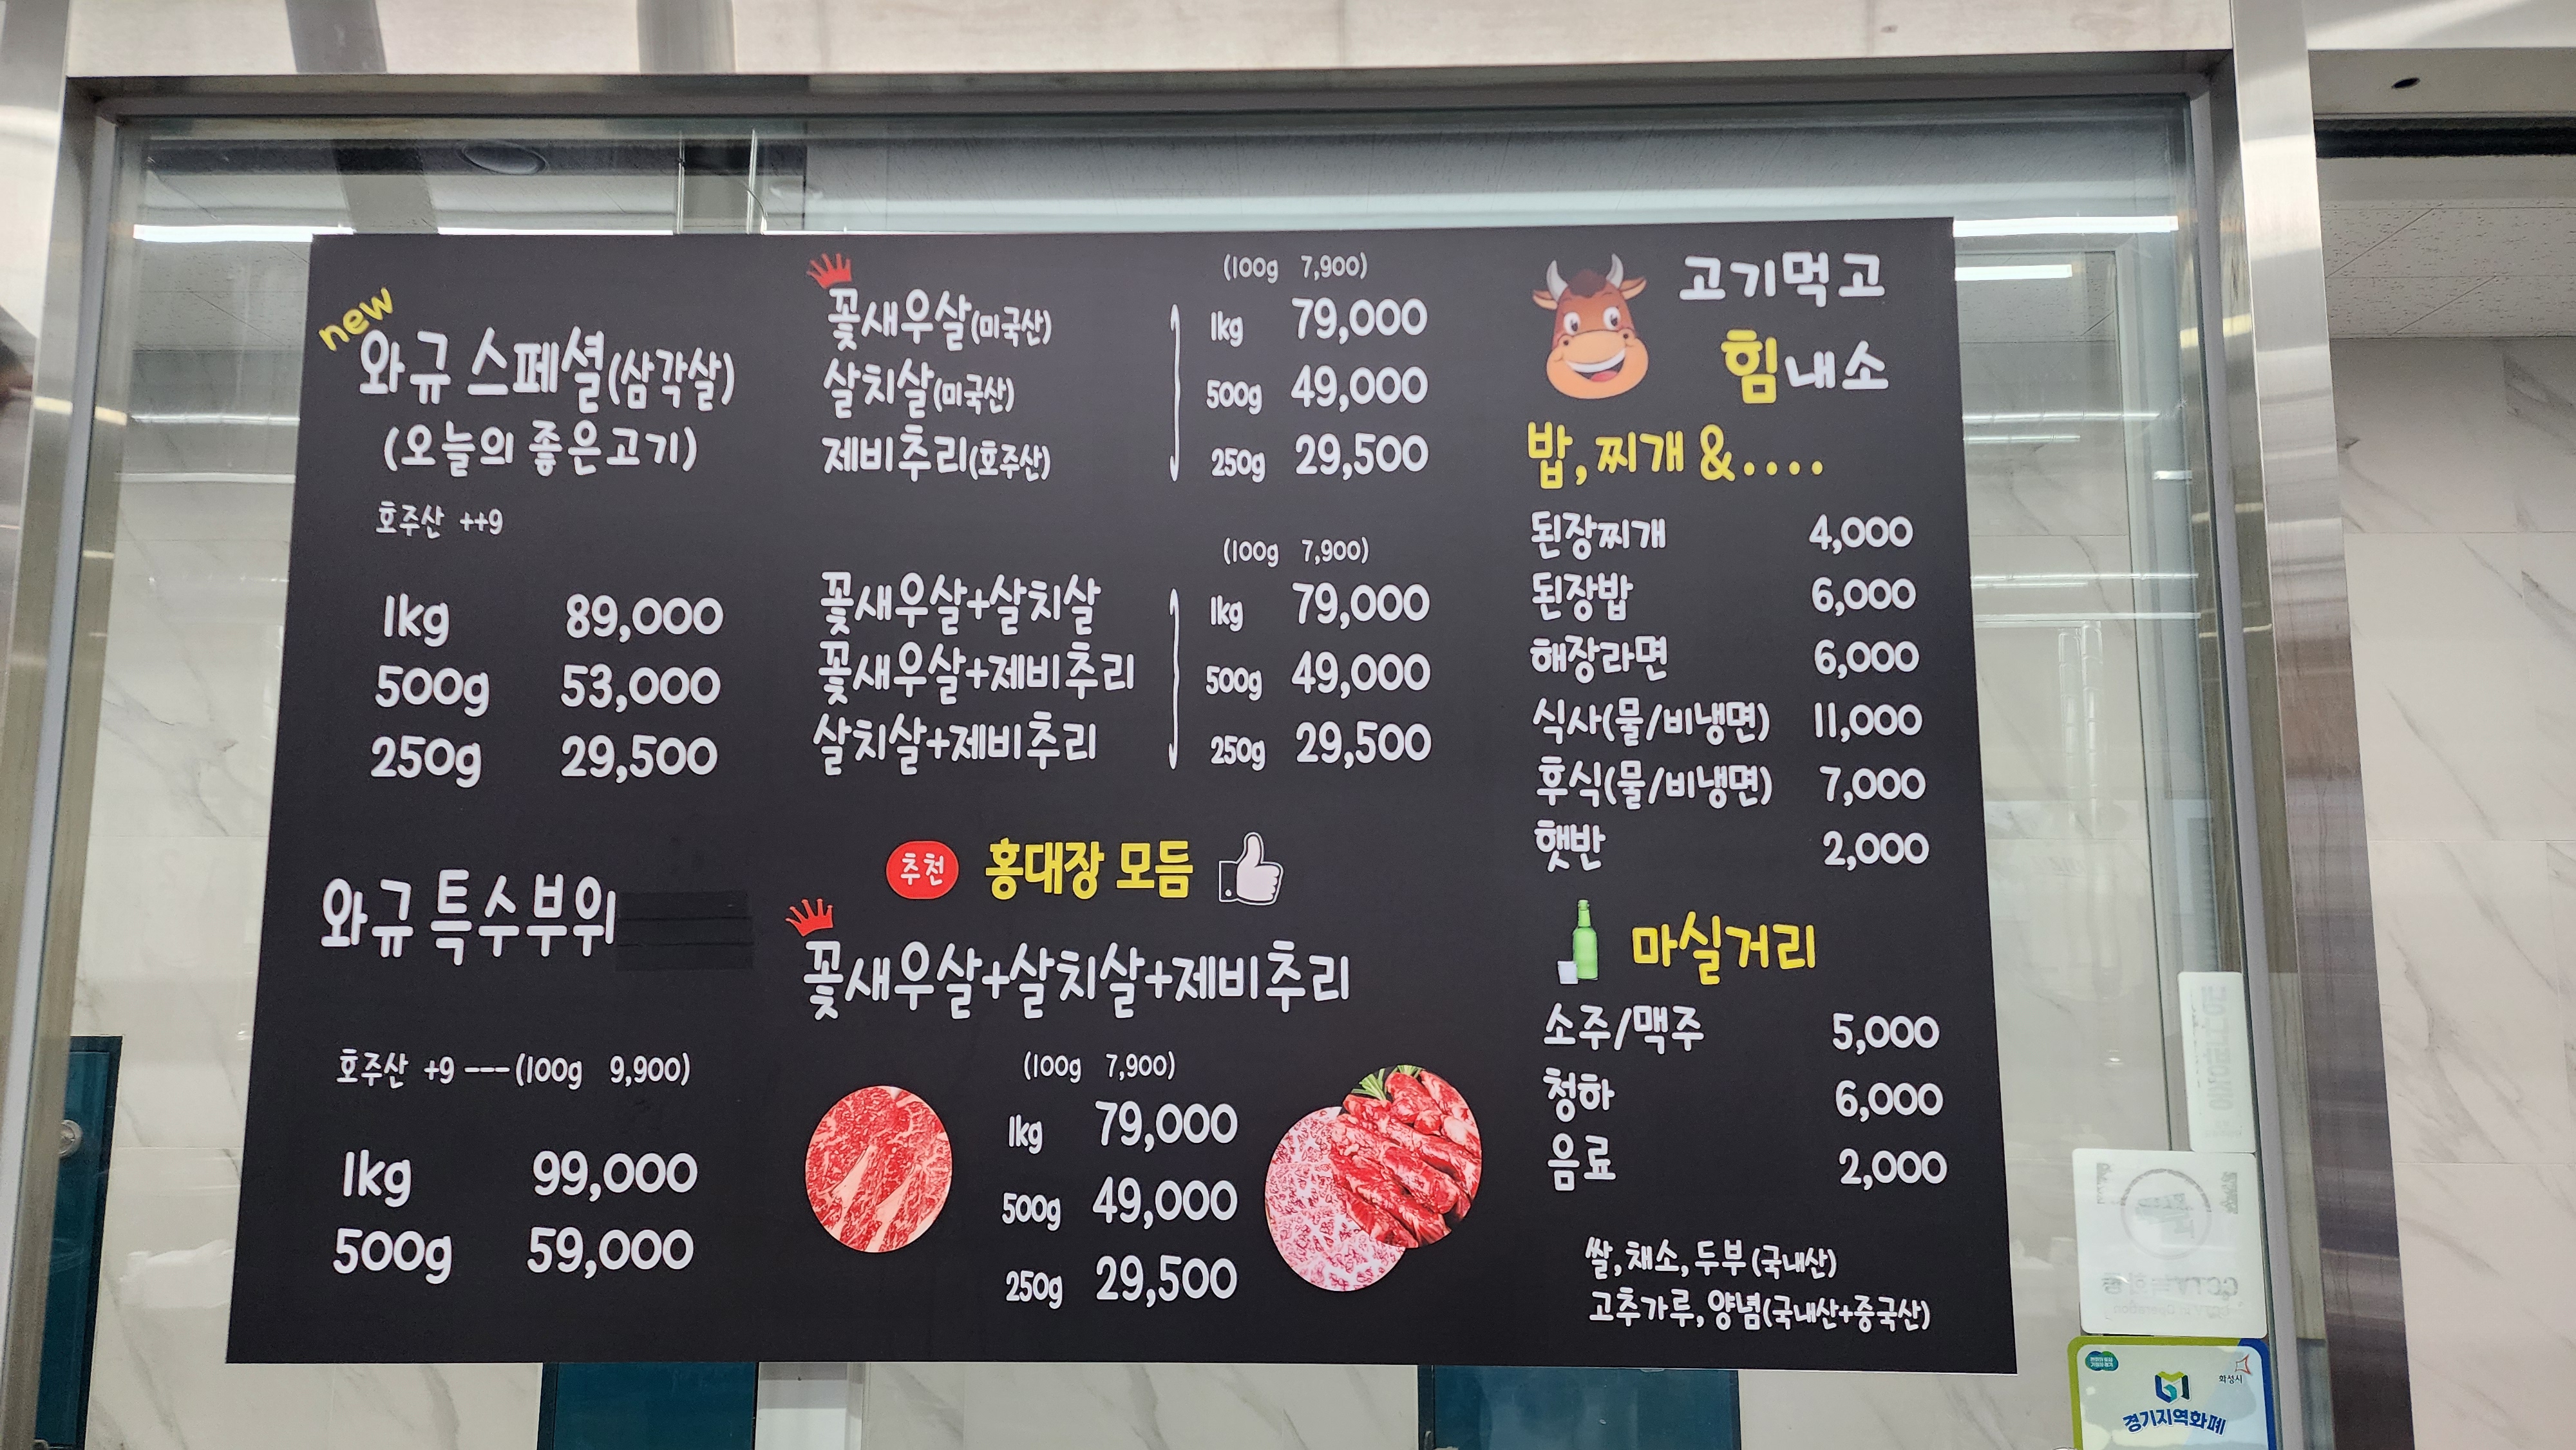 new
와규 스페셜(삼각살)
(오늘의 좋은고기)
호주산 ++9
1kg 89,000
500g 53,000
250g 29,500
와규 특수부위
호주산 +9 ---(100g 9,900)
1kg 99,000
500g 59,000
(100g 7,900)
꽃새우살(미국산) 1kg 79,000
살치살(미국산) 500g 49,000
제비추리(호주산) 250g 29,500
(100g 7,900)
꽃새우살+살치살 1kg 79,000
꽃새우살+제비추리 500g 49,000
살치살+제비추리 250g 29,500
추천 홍대장 모듬
꽃새우살+살치살+제비추리
(100g 7,900)
1kg 79,000
500g 49,000
250g 29,500
고기먹고
힘내소
밥,찌개 &....
된장찌개 4,000
된장밥 6,000
해장라면 6,000
식사(물/비냉면) 11,000
후식(물/비냉면) 7,000
햇반 2,000
마실거리
소주/맥주 5,000
청하 6,000
음료 2,000
쌀, 채소, 두부 (국내산)
고추가루, 양념(국내산+중국산)
화성시
경기지역화폐